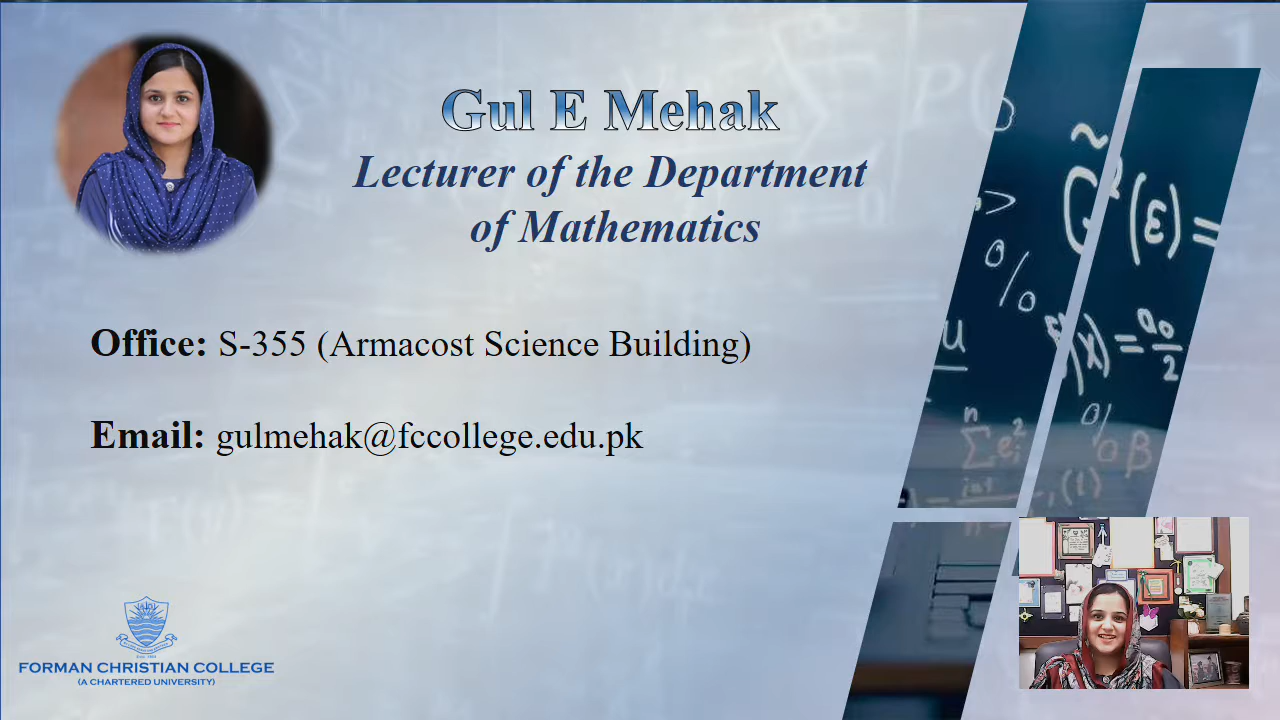 Gul E Mehak
Lecturer of the Department
of Mathematics
Office: S-355 (Armacost Science Building)
Email: gulmehak@fccollege.edu.pk
FORMAN CHRISTIAN COLLEGE
(A CHARTERED UNIVERSITY)